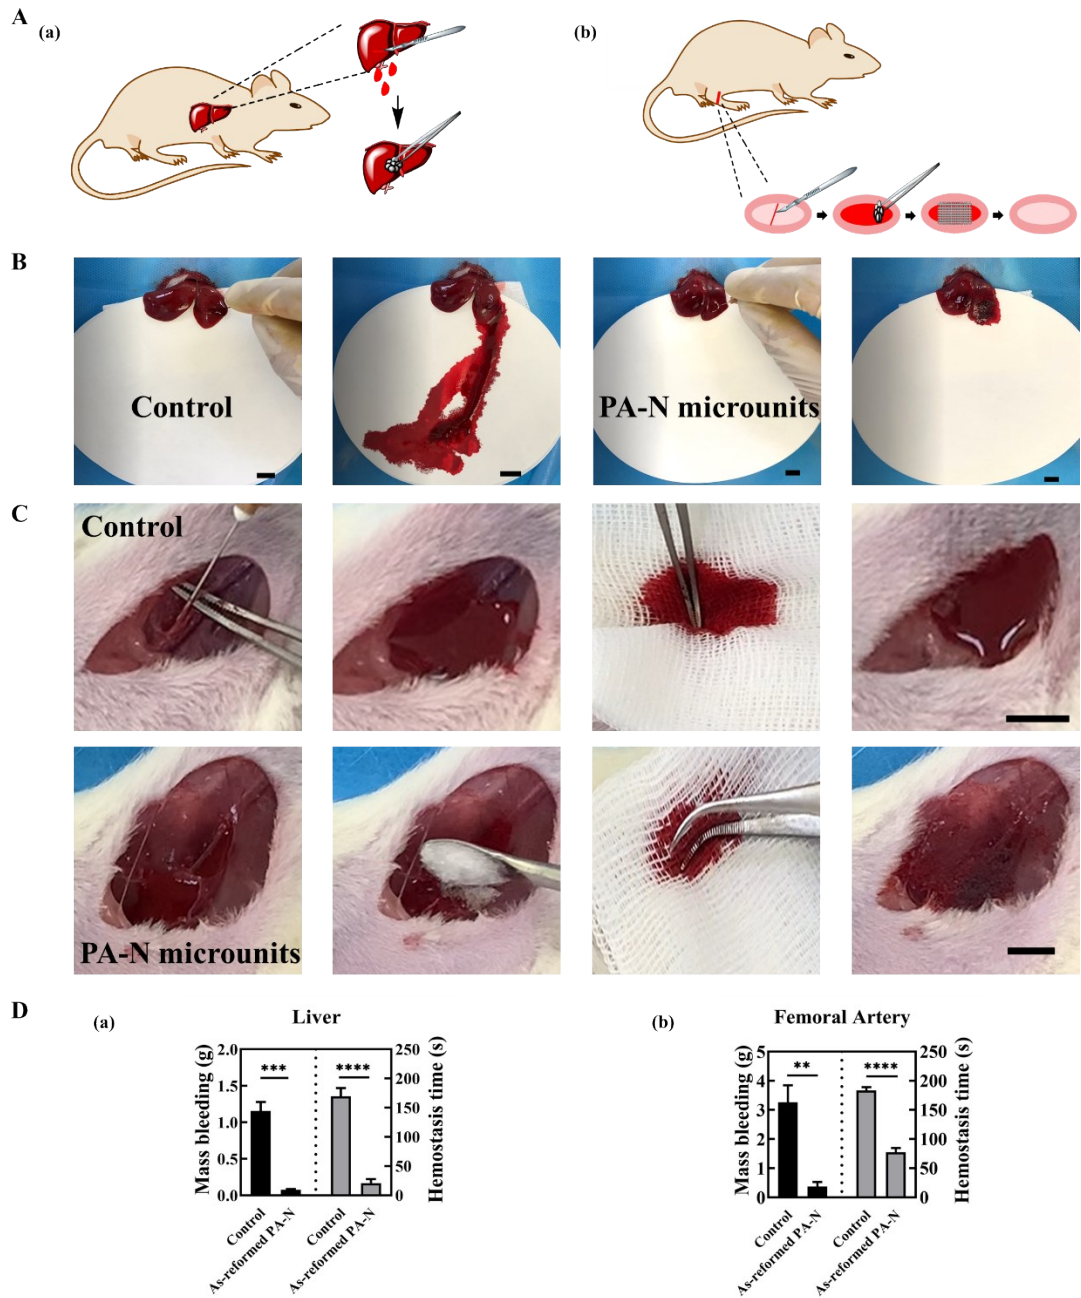 A
(a)
(b)
B
Control
PA-N microunits
C
Control
PA-N microunits
D
(a)
Liver
Mass bleeding (g)
2.0
1.5
1.0
0.5
0.0
***
****
250
200
150
100
50
0
Hemostasis time (s)
Control
As-reformed PA-N
Control
As-reformed PA-N
(b)
Femoral Artery
Mass bleeding (g)
5
4
3
2
1
0
**
****
250
200
150
100
50
0
Hemostasis time (s)
Control
As-reformed PA-N
Control
As-reformed PA-N